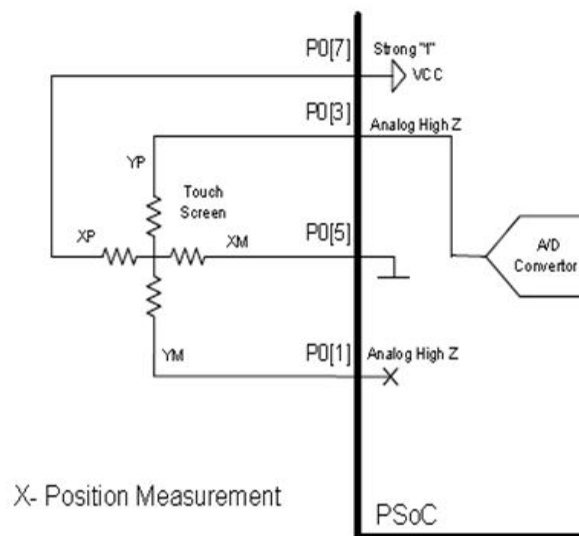 P0[7]
Strong "1"
VCC
P0[3]
Analog High Z
YP
Touch
Screen
XP
XM
P0[5]
A/D
Convertor
YM
P0[1]
Analog High Z
X- Position Measurement
PSoC